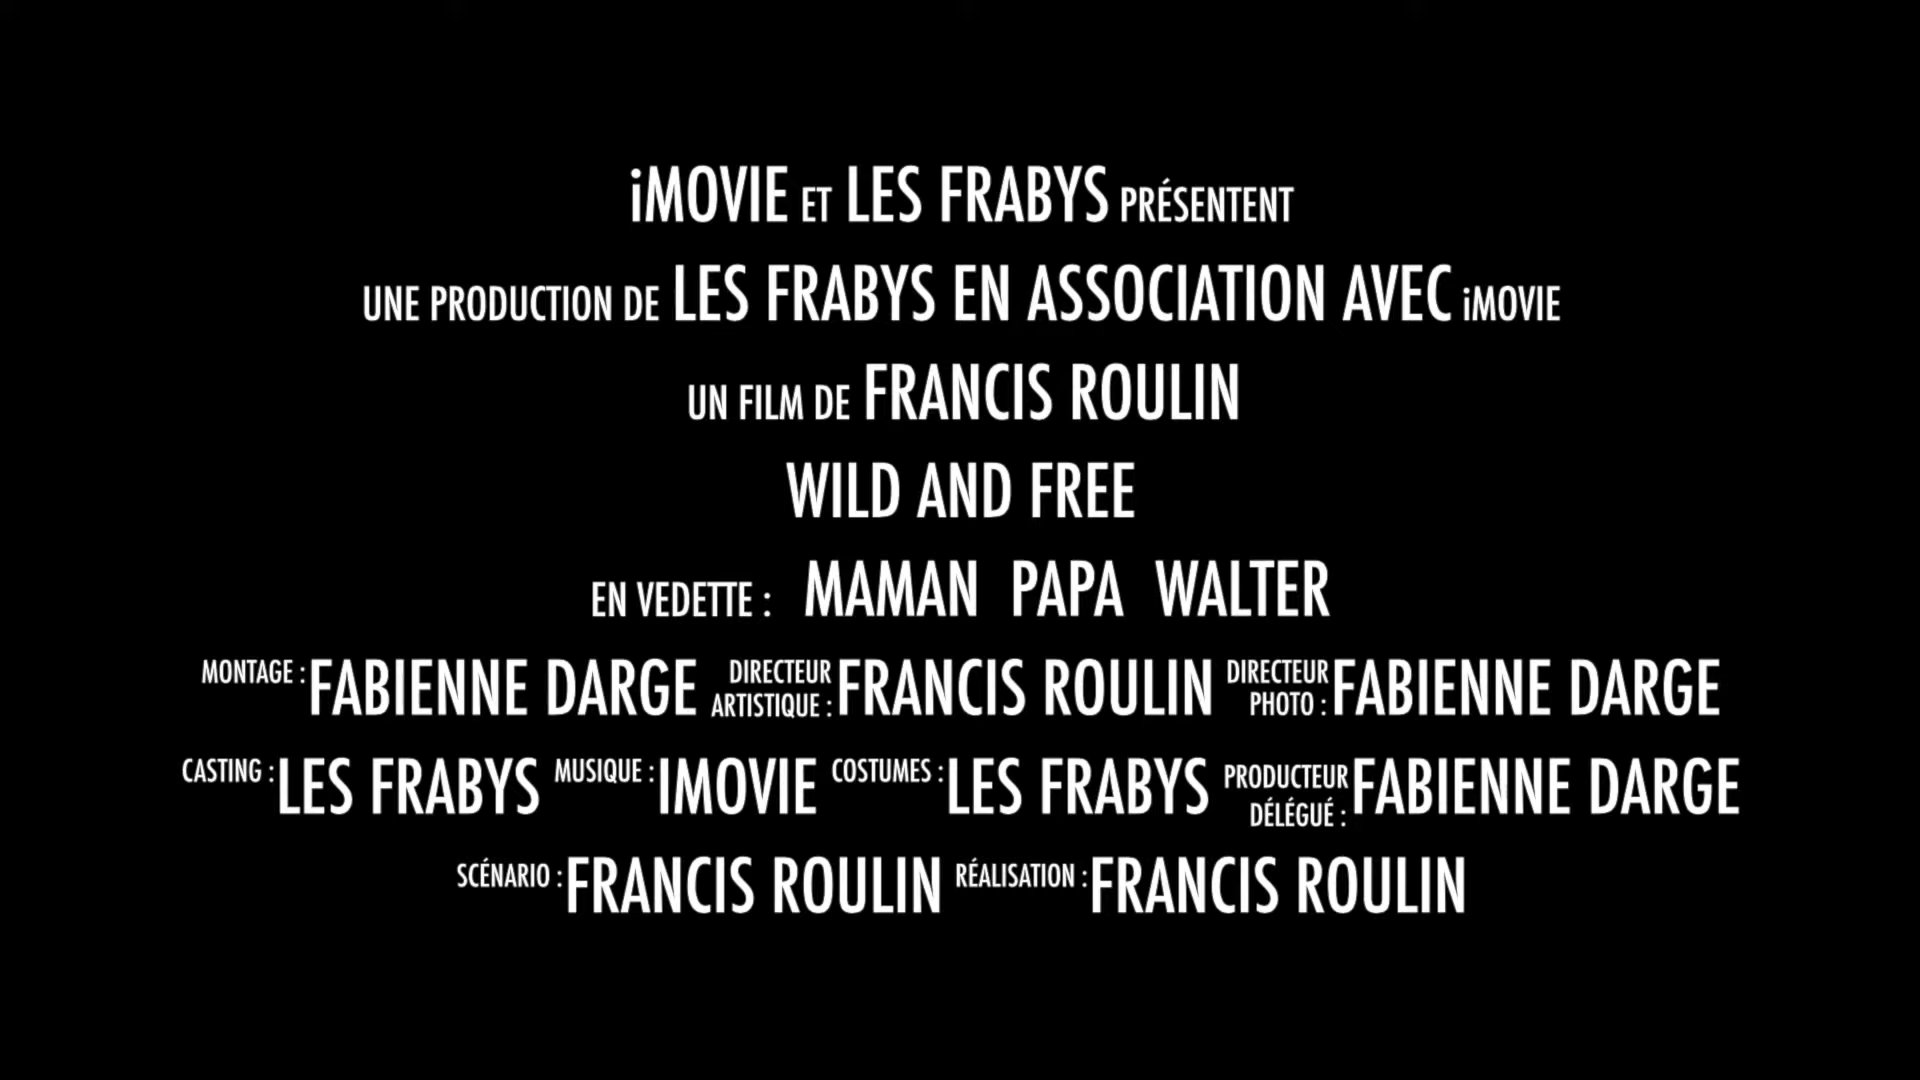 iMOVIE ET LES FRABYS PRÉSENTENT
UNE PRODUCTION DE LES FRABYS EN ASSOCIATION AVEC iMOVIE
UN FILM DE FRANCIS ROULIN
WILD AND FREE
EN VEDETTE : MAMAN PAPA WALTER
MONTAGE : FABIENNE DARGE DIRECTEUR ARTISTIQUE : FRANCIS ROULIN DIRECTEUR PHOTO : FABIENNE DARGE
CASTING : LES FRABYS MUSIQUE : IMOVIE COSTUMES : LES FRABYS PRODUCTEUR DÉLÉGUÉ : FABIENNE DARGE
SCÉNARIO : FRANCIS ROULIN RÉALISATION : FRANCIS ROULIN